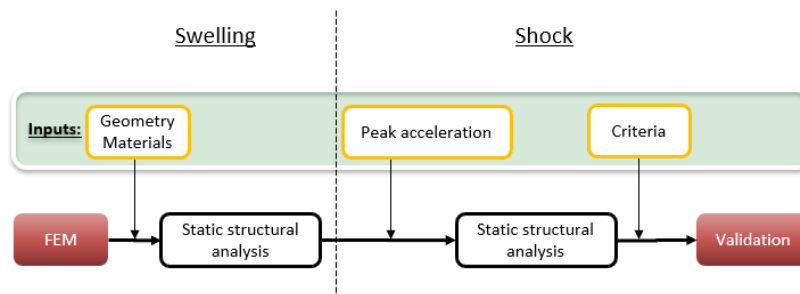 Swelling
Shock
Inputs:
Geometry
Materials
Peak acceleration
Criteria
FEM
Static structural
analysis
Static structural
analysis
Validation